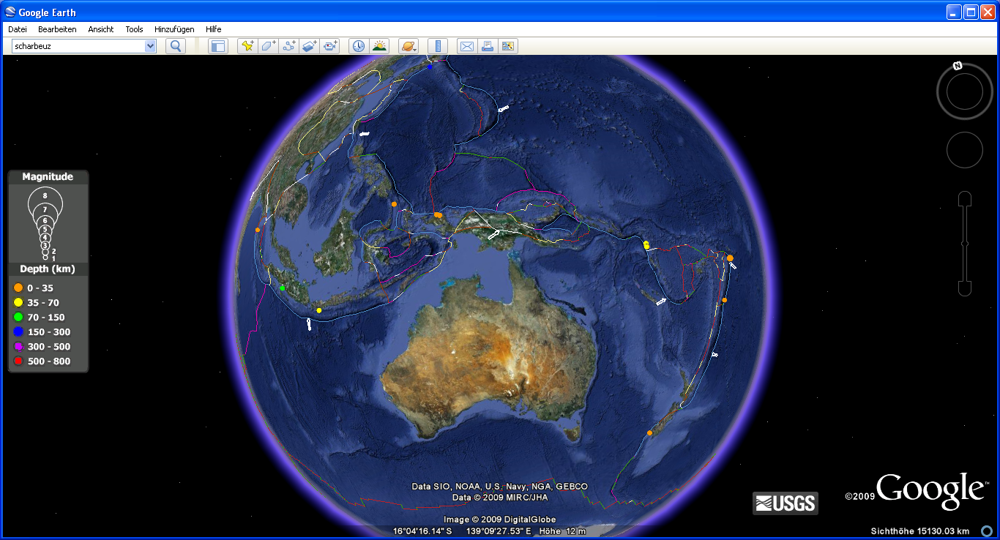 Google Earth
Datei Bearbeiten Ansicht Tools Hinzufügen Hilfe
scharbeuz
N
Magnitude
8
7
6
5
4
3
2
1
Depth (km)
0 - 35
35 - 70
70 - 150
150 - 300
300 - 500
500 - 800
Data SIO, NOAA, U.S. Navy, NGA, GEBCO
Data © 2009 MIRC/JHA
USGS
©2009 Google™
Image © 2009 DigitalGlobe
16°04'16.14" S 139°09'27.53" E Höhe 12 m
Sichthöhe 15130.03 km